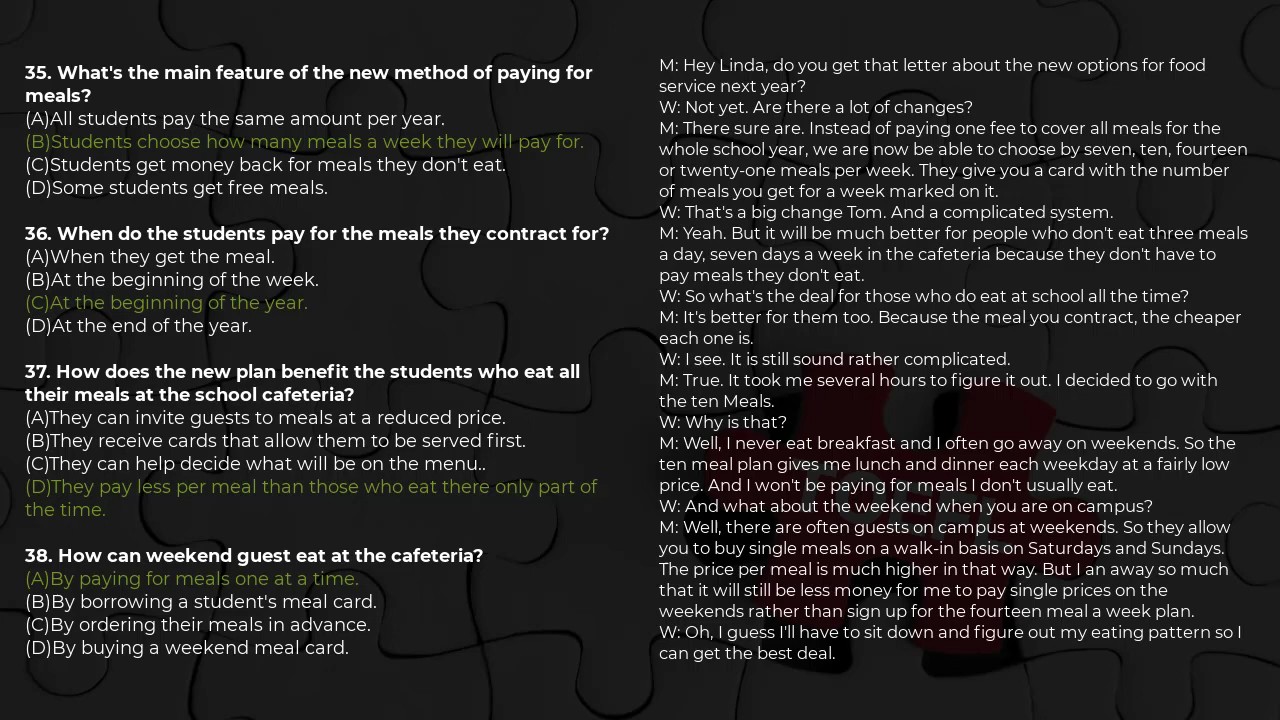 35. What's the main feature of the new method of paying for
meals?
(A)All students pay the same amount per year.
(B)Students choose how many meals a week they will pay for.
(C)Students get money back for meals they don't eat.
(D)Some students get free meals.
36. When do the students pay for the meals they contract for?
(A)When they get the meal.
(B)At the beginning of the week.
(C)At the beginning of the year.
(D)At the end of the year.
37. How does the new plan benefit the students who eat all
their meals at the school cafeteria?
(A)They can invite guests to meals at a reduced price.
(B)They receive cards that allow them to be served first.
(C)They can help decide what will be on the menu..
(D)They pay less per meal than those who eat there only part of
the time.
38. How can weekend guest eat at the cafeteria?
(A)By paying for meals one at a time.
(B)By borrowing a student's meal card.
(C)By ordering their meals in advance.
(D)By buying a weekend meal card.
M: Hey Linda, do you get that letter about the new options for food
service next year?
W: Not yet. Are there a lot of changes?
M: There sure are. Instead of paying one fee to cover all meals for the
whole school year, we are now be able to choose by seven, ten, fourteen
or twenty-one meals per week. They give you a card with the number
of meals you get for a week marked on it.
W: That's a big change Tom. And a complicated system.
M: Yeah. But it will be much better for people who don't eat three meals
a day, seven days a week in the cafeteria because they don't have to
pay meals they don't eat.
W: So what's the deal for those who do eat at school all the time?
M: It's better for them too. Because the meal you contract, the cheaper
each one is.
W: I see. It is still sound rather complicated.
M: True. It took me several hours to figure it out. I decided to go with
the ten Meals.
W: Why is that?
M: Well, I never eat breakfast and I often go away on weekends. So the
ten meal plan gives me lunch and dinner each weekday at a fairly low
price. And I won't be paying for meals I don't usually eat.
W: And what about the weekend when you are on campus?
M: Well, there are often guests on campus at weekends. So they allow
you to buy single meals on a walk-in basis on Saturdays and Sundays.
The price per meal is much higher in that way. But I an away so much
that it will still be less money for me to pay single prices on the
weekends rather than sign up for the fourteen meal a week plan.
W: Oh, I guess I'll have to sit down and figure out my eating pattern so I
can get the best deal.